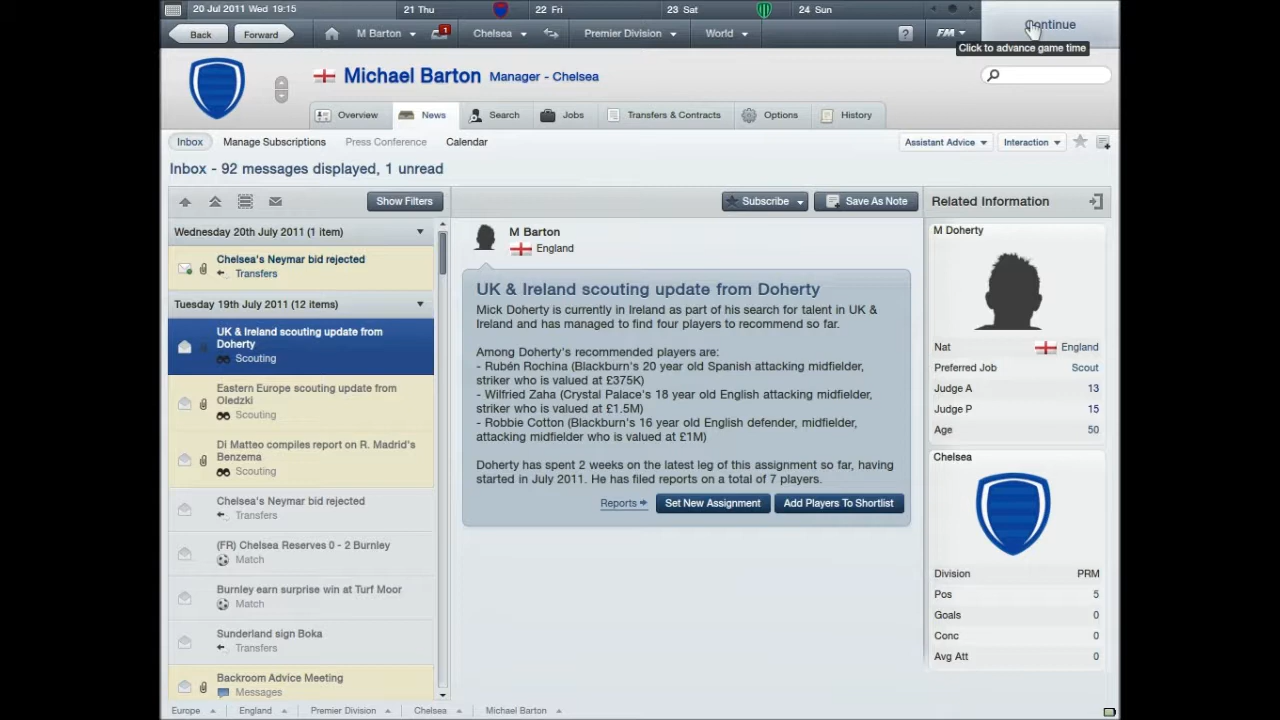 20 Jul 2011 Wed 19:15
21 Thu
22 Fri
23 Sat
24 Sun
Back
Forward
M Barton
1
Chelsea
Premier Division
World
?
FM
Continue
Click to advance game time
Michael Barton Manager - Chelsea
Overview
News
Search
Jobs
Transfers & Contracts
Options
History
Inbox
Manage Subscriptions
Press Conference
Calendar
Assistant Advice
Interaction
Inbox - 92 messages displayed, 1 unread
Show Filters
Subscribe
Save As Note
Related Information
Wednesday 20th July 2011 (1 item)
Chelsea's Neymar bid rejected
Transfers
Tuesday 19th July 2011 (12 items)
UK & Ireland scouting update from
Doherty
Scouting
Eastern Europe scouting update from
Oledzki
Scouting
Di Matteo compiles report on R. Madrid's
Benzema
Scouting
Chelsea's Neymar bid rejected
Transfers
(FR) Chelsea Reserves 0 - 2 Burnley
Match
Burnley earn surprise win at Turf Moor
Match
Sunderland sign Boka
Transfers
Backroom Advice Meeting
Messages
M Barton
England
UK & Ireland scouting update from Doherty
Mick Doherty is currently in Ireland as part of his search for talent in UK &
Ireland and has managed to find four players to recommend so far.
Among Doherty's recommended players are:
- Rubén Rochina (Blackburn's 20 year old Spanish attacking midfielder,
striker who is valued at £375K)
- Wilfried Zaha (Crystal Palace's 18 year old English attacking midfielder,
striker who is valued at £1.5M)
- Robbie Cotton (Blackburn's 16 year old English defender, midfielder,
attacking midfielder who is valued at £1M)
Doherty has spent 2 weeks on the latest leg of this assignment so far, having
started in July 2011. He has filed reports on a total of 7 players.
Reports
Set New Assignment
Add Players To Shortlist
M Doherty
Nat England
Preferred Job Scout
Judge A 13
Judge P 15
Age 50
Chelsea
Division PRM
Pos 5
Goals 0
Conc 0
Avg Att 0
Europe
England
Premier Division
Chelsea
Michael Barton